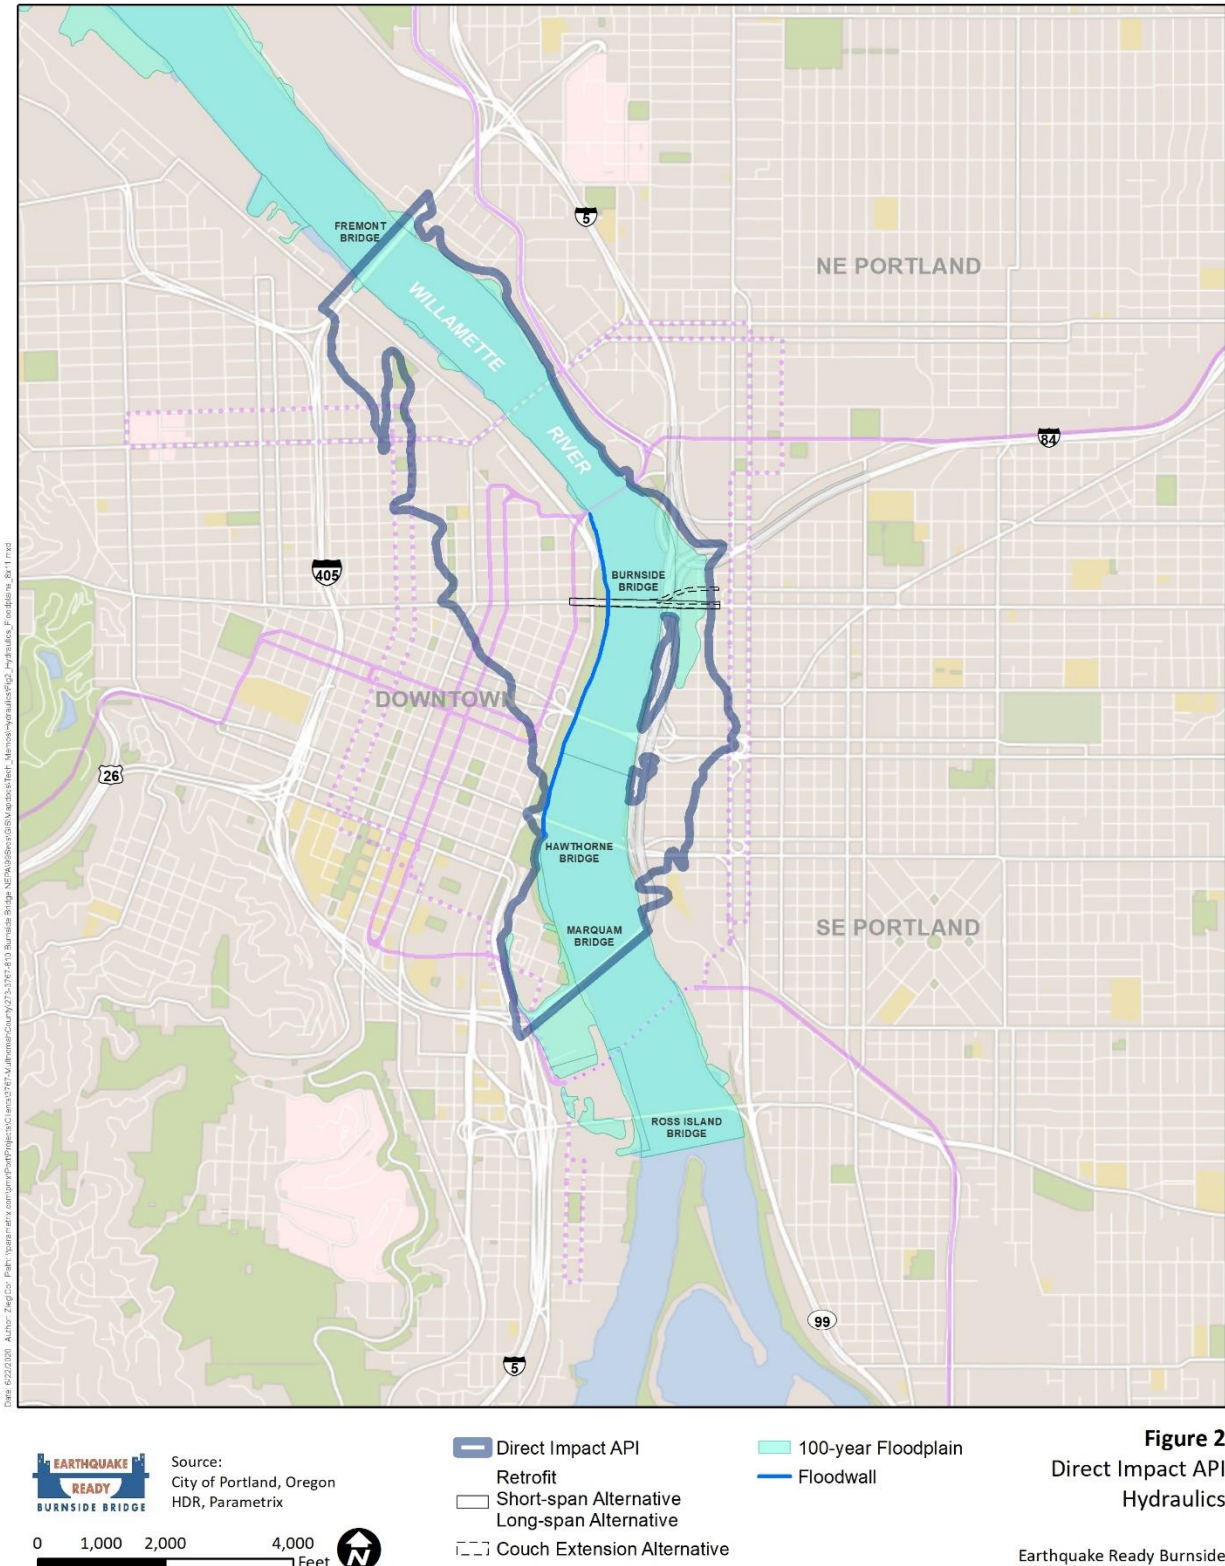 FREMONT
BRIDGE
5
NE PORTLAND
WILLAMETTE
RIVER
84
405
BURNSIDE
BRIDGE
DOWNTOWN
26
HAWTHORNE
BRIDGE
MARQUAM
BRIDGE
SE PORTLAND
ROSS ISLAND
BRIDGE
99
5
EARTHQUAKE
READY
BURNSIDE BRIDGE
Source:
City of Portland, Oregon
HDR, Parametrix
0 1,000 2,000 4,000
Feet
N
Direct Impact API
Retrofit
Short-span Alternative
Long-span Alternative
Couch Extension Alternative
100-year Floodplain
Floodwall
Figure 2
Direct Impact API
Hydraulics
Earthquake Ready Burnside